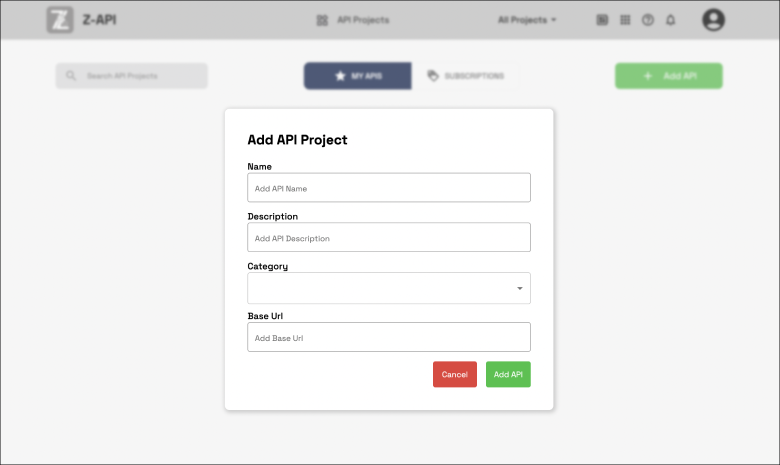 Z-API
API Projects
All Projects
Search API Projects
MY APIS
SUBSCRIPTIONS
+ Add API
Add API Project
Name
Add API Name
Description
Add API Description
Category
Base Url
Add Base Url
Cancel
Add API